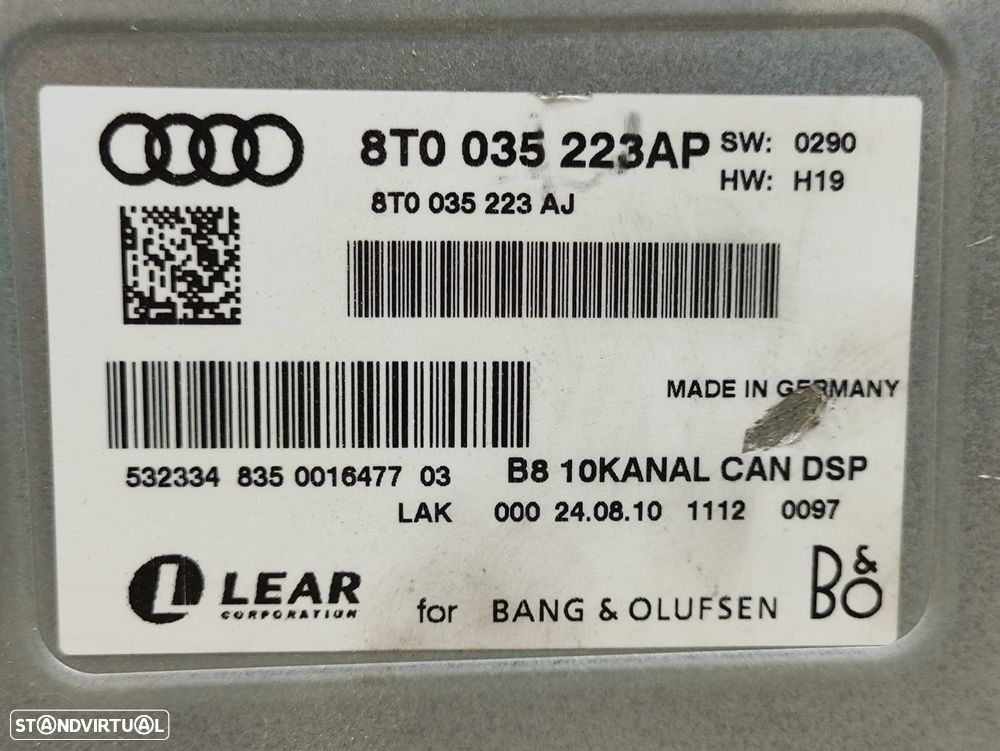 8T0 035 223AP SW: 0290
HW: H19
8T0 035 223 AJ
MADE IN GERMANY
532334 835 0016477 03 B8 10KANAL CAN DSP
LAK 000 24.08.10 1112 0097
LEAR
CORPORATION
for BANG & OLUFSEN B&O
STANDVIRTUAL